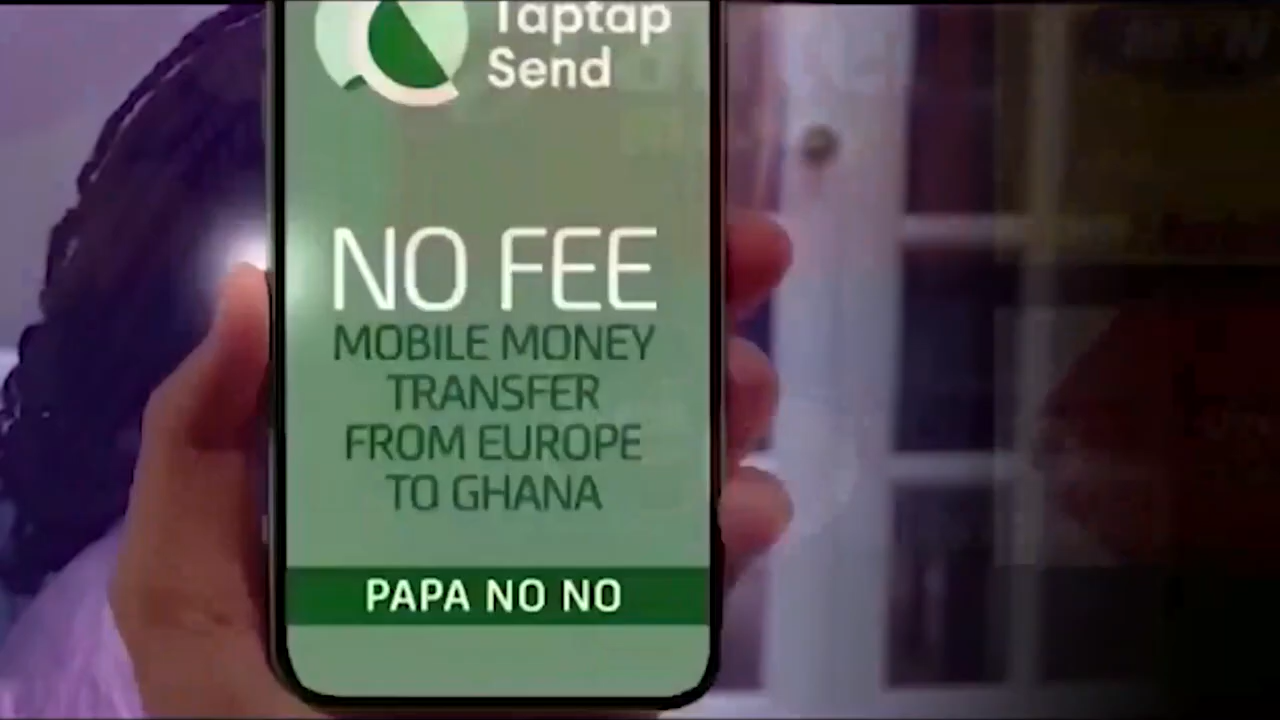 Taptap
Send
NO FEE
MOBILE MONEY
TRANSFER
FROM EUROPE
TO GHANA
PAPA NO NO